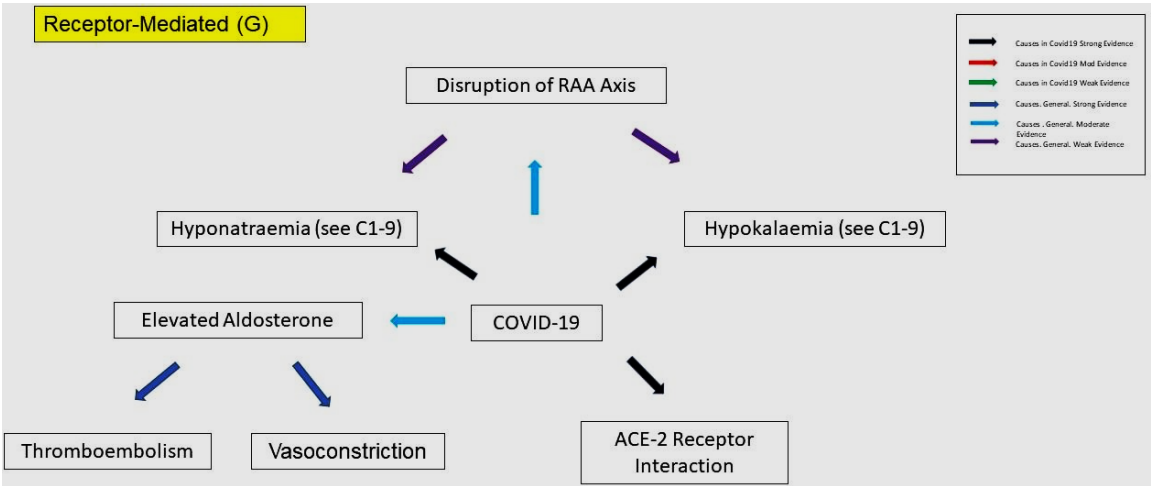 Receptor-Mediated (G)
Causes in Covid19 Strong Evidence
Causes in Covid19 Mod Evidence
Causes in Covid19 Weak Evidence
Causes. General. Strong Evidence
Causes . General. Moderate
Evidence
Causes. General. Weak Evidence
Disruption of RAA Axis
Hyponatraemia (see C1-9)
Hypokalaemia (see C1-9)
Elevated Aldosterone
COVID-19
Thromboembolism
Vasoconstriction
ACE-2 Receptor
Interaction